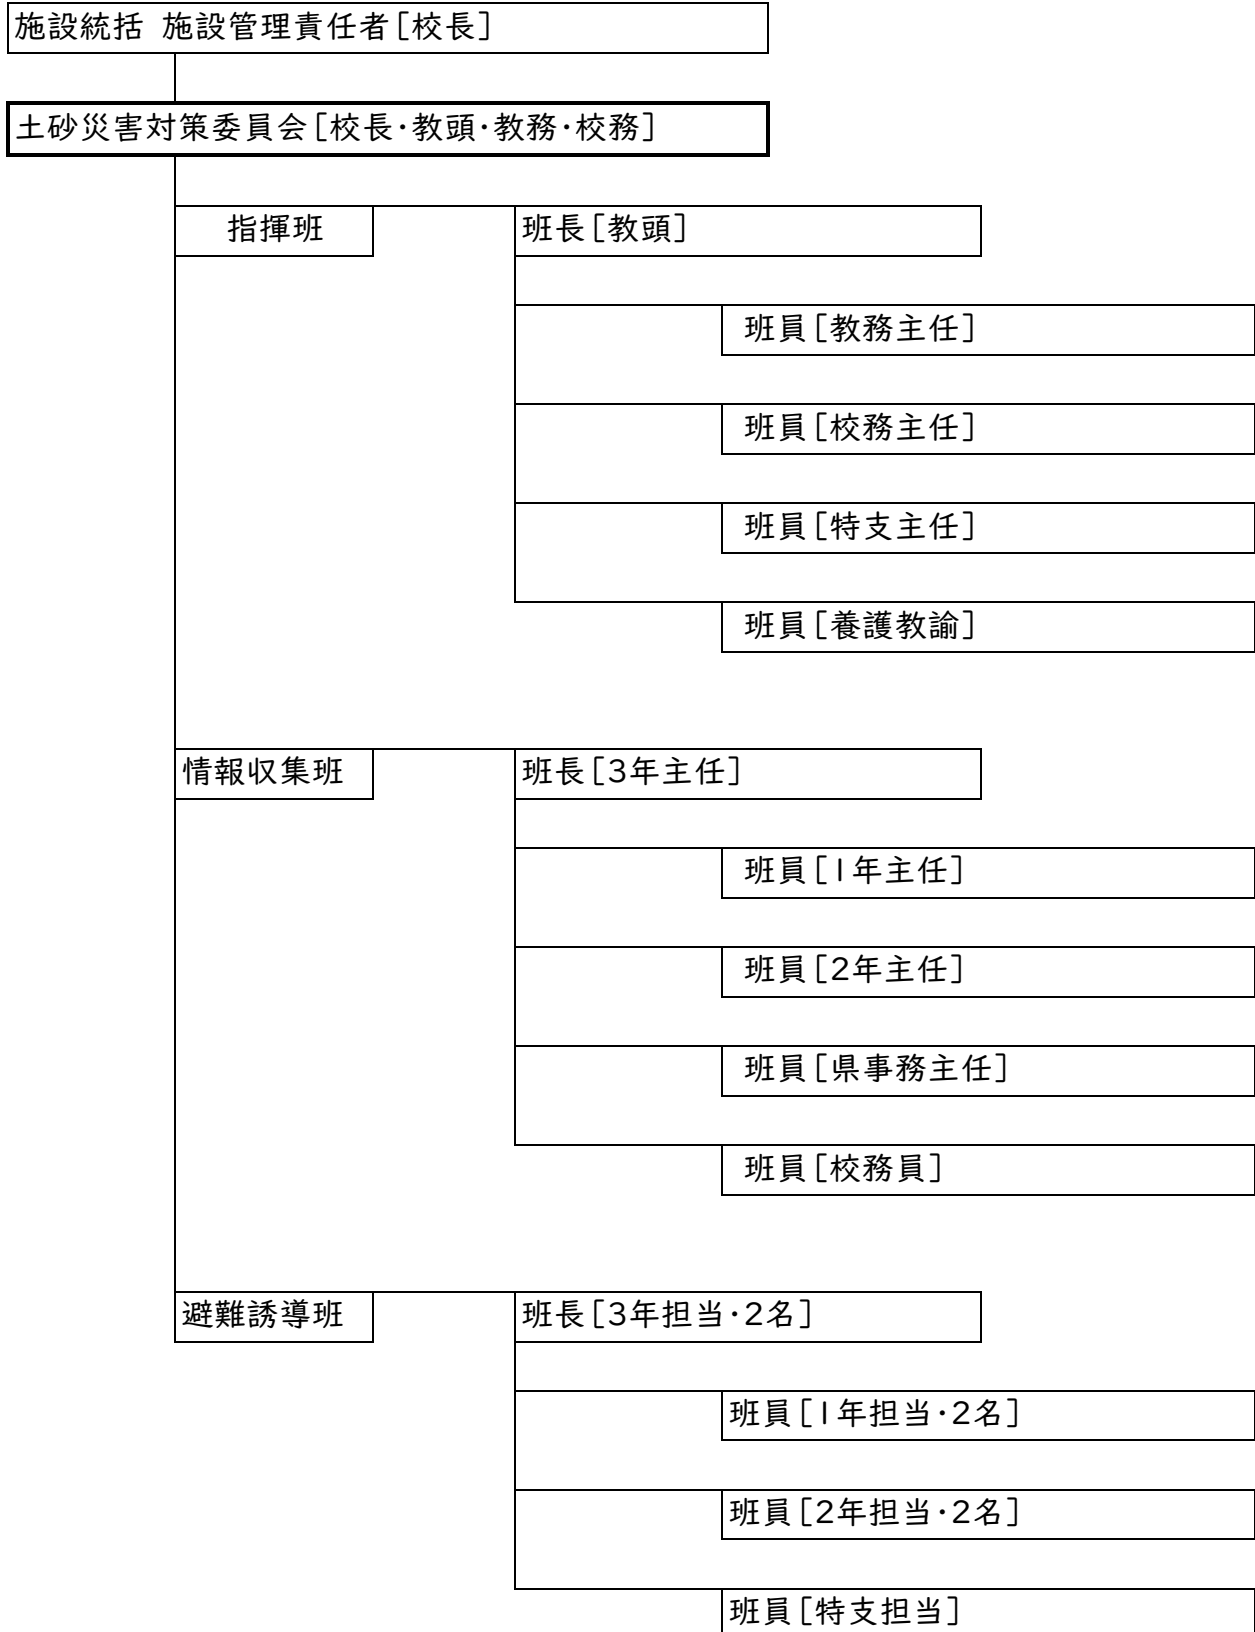 施設統括 施設管理責任者[校長]
土砂災害対策委員会[校長・教頭・教務・校務]
指揮班 班長[教頭]
班員[教務主任]
班員[校務主任]
班員[特支主任]
班員[養護教諭]
情報収集班 班長[3年主任]
班員[1年主任]
班員[2年主任]
班員[県事務主任]
班員[校務員]
避難誘導班 班長[3年担当・2名]
班員[1年担当・2名]
班員[2年担当・2名]
班員[特支担当]